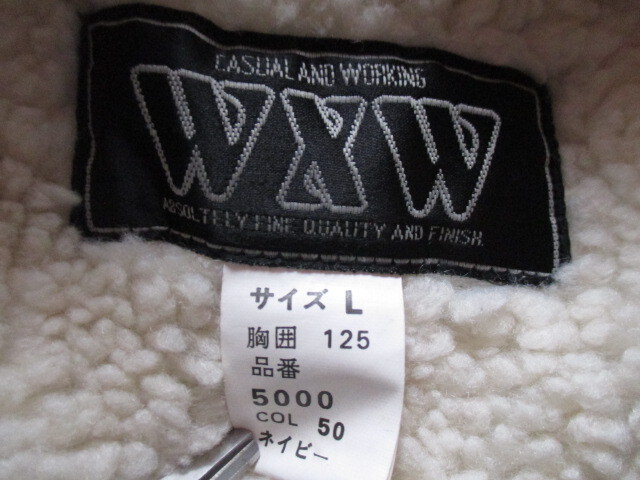 CASUAL AND WORKING
WXW
ABSOLTELY FINE QUALITY AND FINISH.
サイズ L
胸囲 125
品番
5000
COL 50
ネイビー